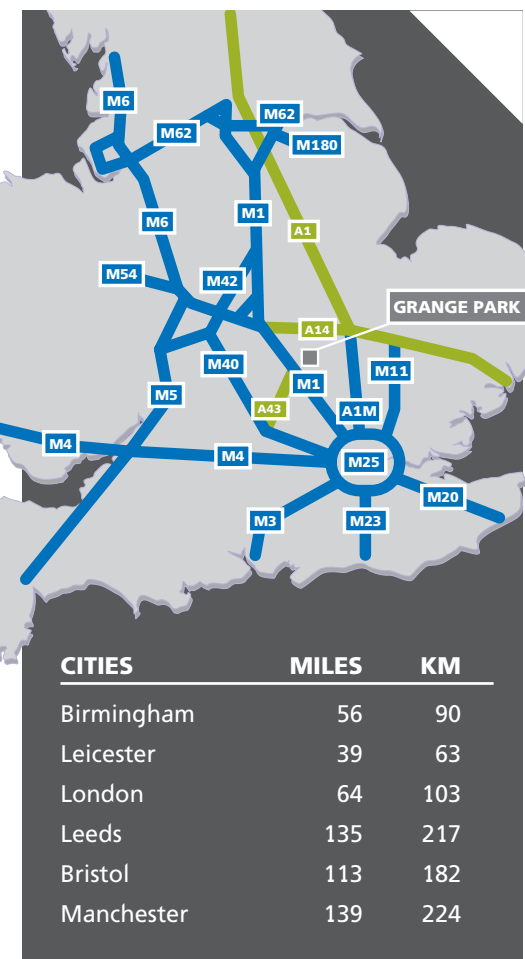 M6
M62
M62
M180
M6
M1
A1
M54
M42
GRANGE PARK
A14
M40
M1
M11
M5
A43
A1M
M4
M4
M25
M20
M3
M23
CITIES MILES KM
Birmingham 56 90
Leicester 39 63
London 64 103
Leeds 135 217
Bristol 113 182
Manchester 139 224